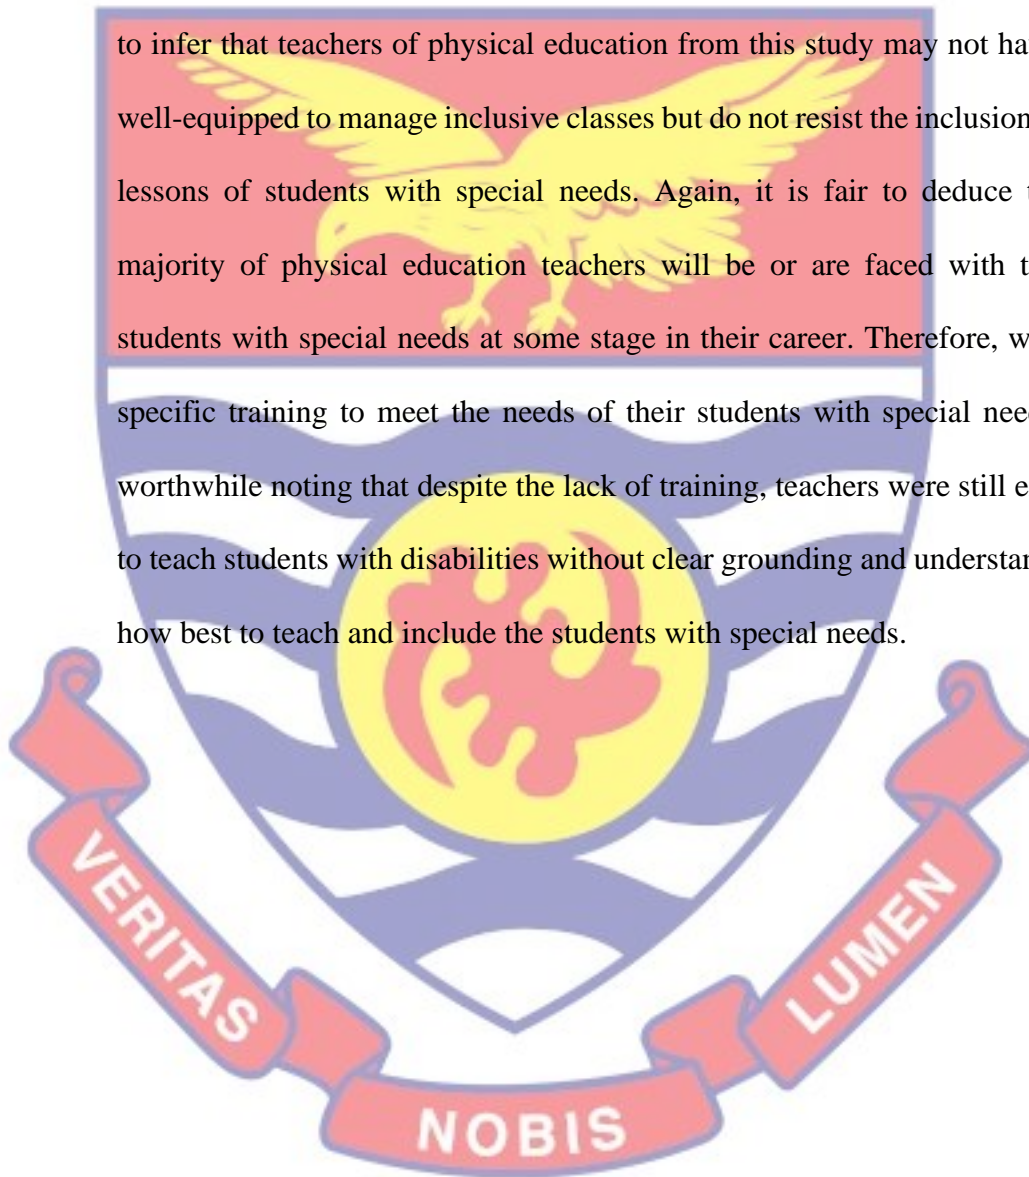 to infer that teachers of physical education from this study may not ha
well-equipped to manage inclusive classes but do not resist the inclusion
lessons of students with special needs. Again, it is fair to deduce t
majority of physical education teachers will be or are faced with t
students with special needs at some stage in their career. Therefore, w
specific training to meet the needs of their students with special need
worthwhile noting that despite the lack of training, teachers were still e
to teach students with disabilities without clear grounding and understan
how best to teach and include the students with special needs.
VERITAS
NOBIS
LUMEN